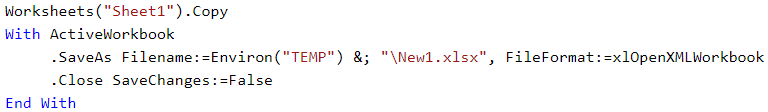 Worksheets("Sheet1").Copy
With ActiveWorkbook
     .SaveAs Filename:=Environ("TEMP") &; "\New1.xlsx", FileFormat:=xlOpenXMLWorkbook
     .Close SaveChanges:=False
End With